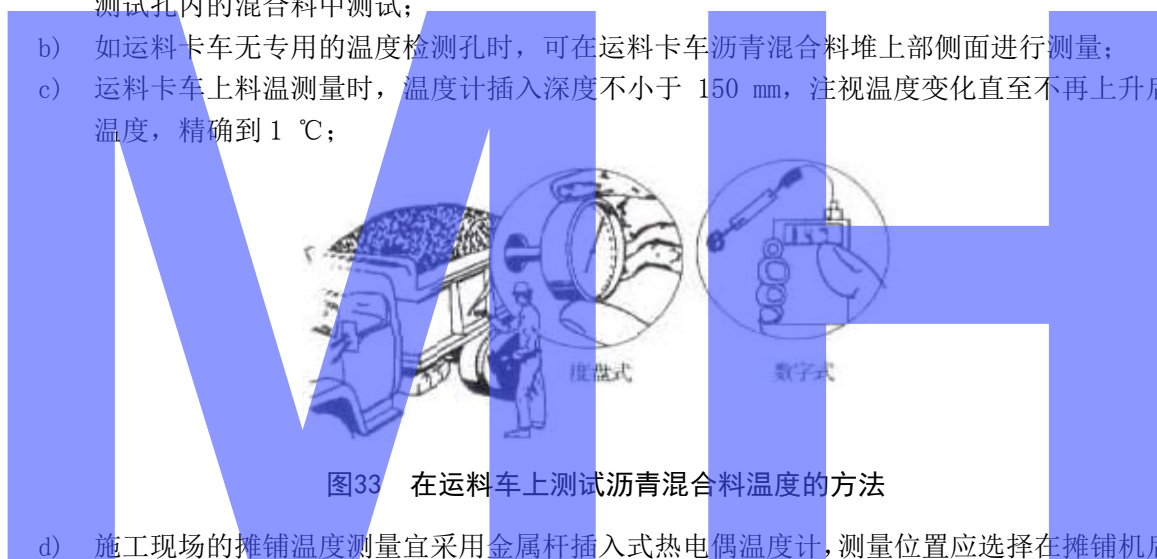 测试孔内的混合料中测试；
b) 如运料卡车无专用的温度检测孔时，可在运料卡车沥青混合料堆上部侧面进行测量；
c) 运料卡车上料温测量时，温度计插入深度不小于 150 mm，注视温度变化直至不再上升后
温度，精确到 1 ℃；
度盘式 数字式
图33 在运料车上测试沥青混合料温度的方法
d) 施工现场的摊铺温度测量宜采用金属杆插入式热电偶温度计，测量位置应选择在摊铺机后
MH